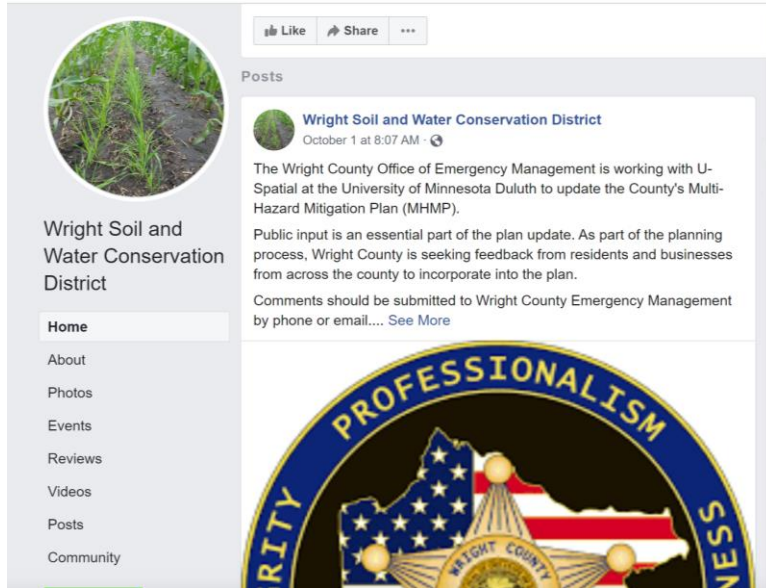 Like
Share
Posts
Wright Soil and Water Conservation District
October 1 at 8:07 AM ·
The Wright County Office of Emergency Management is working with U-
Spatial at the University of Minnesota Duluth to update the County's Multi-
Hazard Mitigation Plan (MHMP).
Public input is an essential part of the plan update. As part of the planning
process, Wright County is seeking feedback from residents and businesses
from across the county to incorporate into the plan.
Comments should be submitted to Wright County Emergency Management
by phone or email.... See More
Wright Soil and
Water Conservation
District
Home
About
Photos
Events
Reviews
Videos
Posts
Community
PROFESSIONALISM
WRIGHT COUNTY